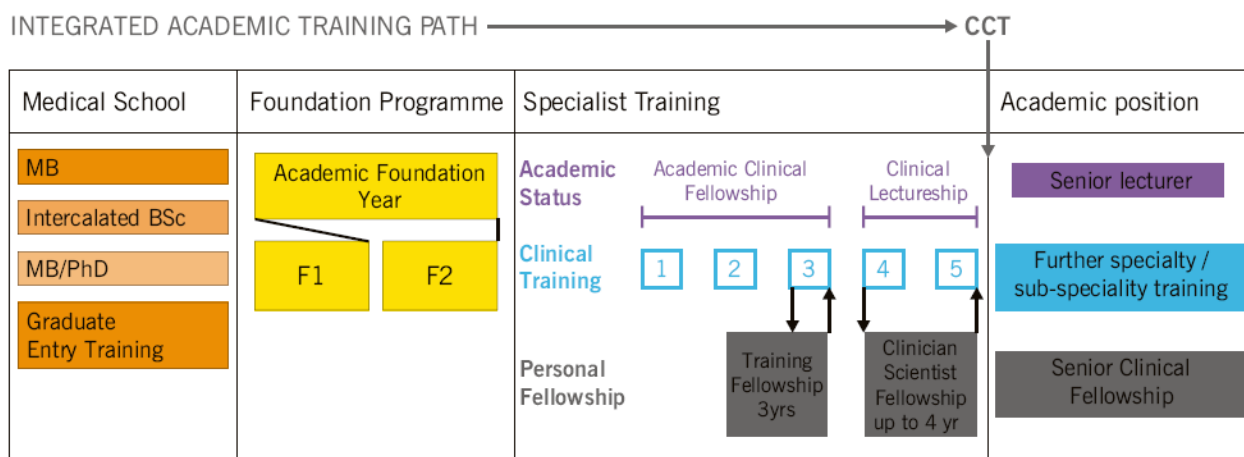 INTEGRATED ACADEMIC TRAINING PATH
CCT
Medical School
Foundation Programme
Specialist Training
Academic position
MB
Intercalated BSc
MB/PhD
Graduate
Entry Training
Academic Foundation
Year
F1
F2
Academic
Status
Academic Clinical
Fellowship
Clinical
Lectureship
Clinical
Training
1
2
3
4
5
Personal
Fellowship
Training
Fellowship
3yrs
Clinician
Scientist
Fellowship
up to 4 yr
Senior lecturer
Further specialty /
sub-speciality training
Senior Clinical
Fellowship